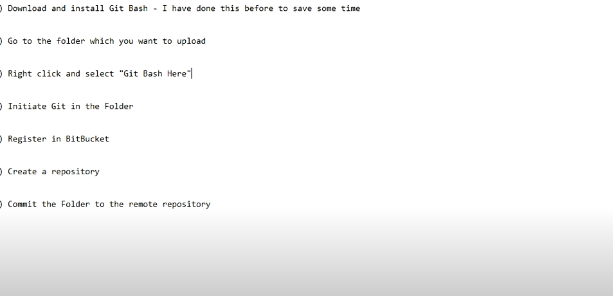 ) Download and install Git Bash - I have done this before to save some time
) Go to the folder which you want to upload
) Right click and select "Git Bash Here"
) Initiate Git in the Folder
) Register in BitBucket
) Create a repository
) Commit the Folder to the remote repository